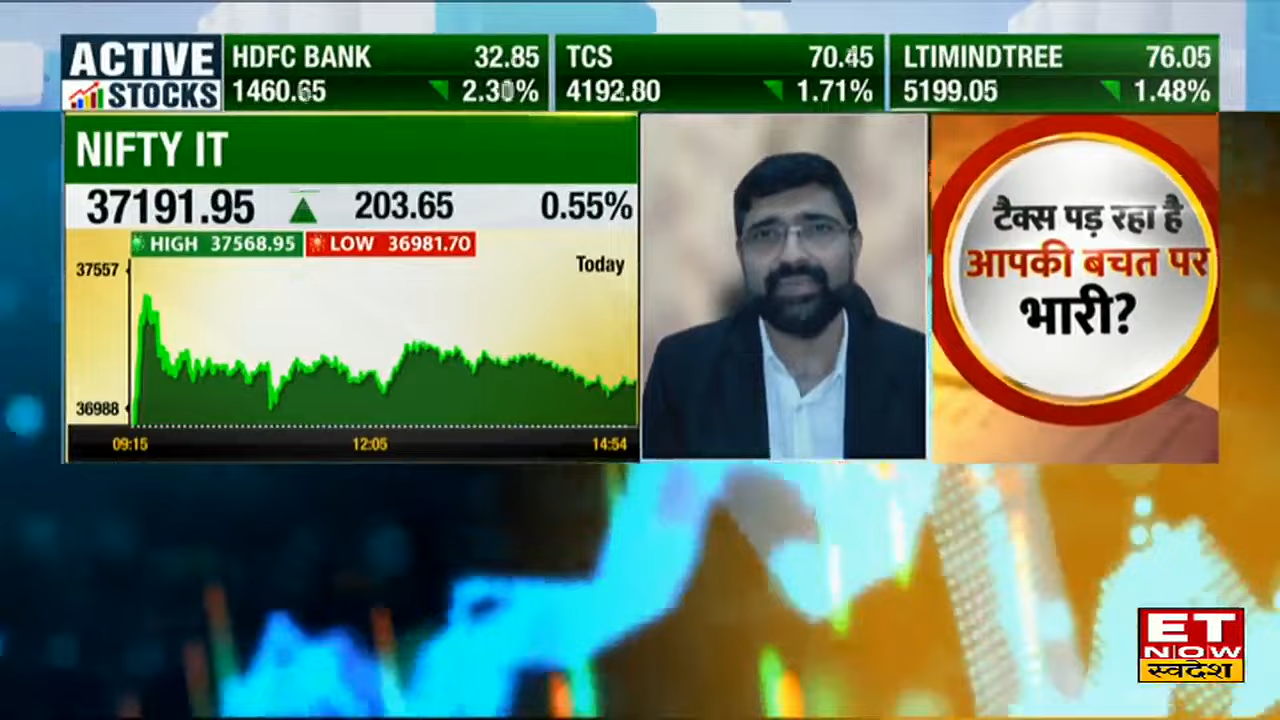 ACTIVE
STOCKS
HDFC BANK 32.85
1460.65 2.30%
TCS 70.45
4192.80 1.71%
LTIMINDTREE 76.05
5199.05 1.48%
NIFTY IT
37191.95 203.65 0.55%
HIGH 37568.95 LOW 36981.70
Today
37557
36988
09:15 12:05 14:54
टैक्स पड़ रहा है
आपकी बचत पर
भारी?
ET
NOW
स्वदेश